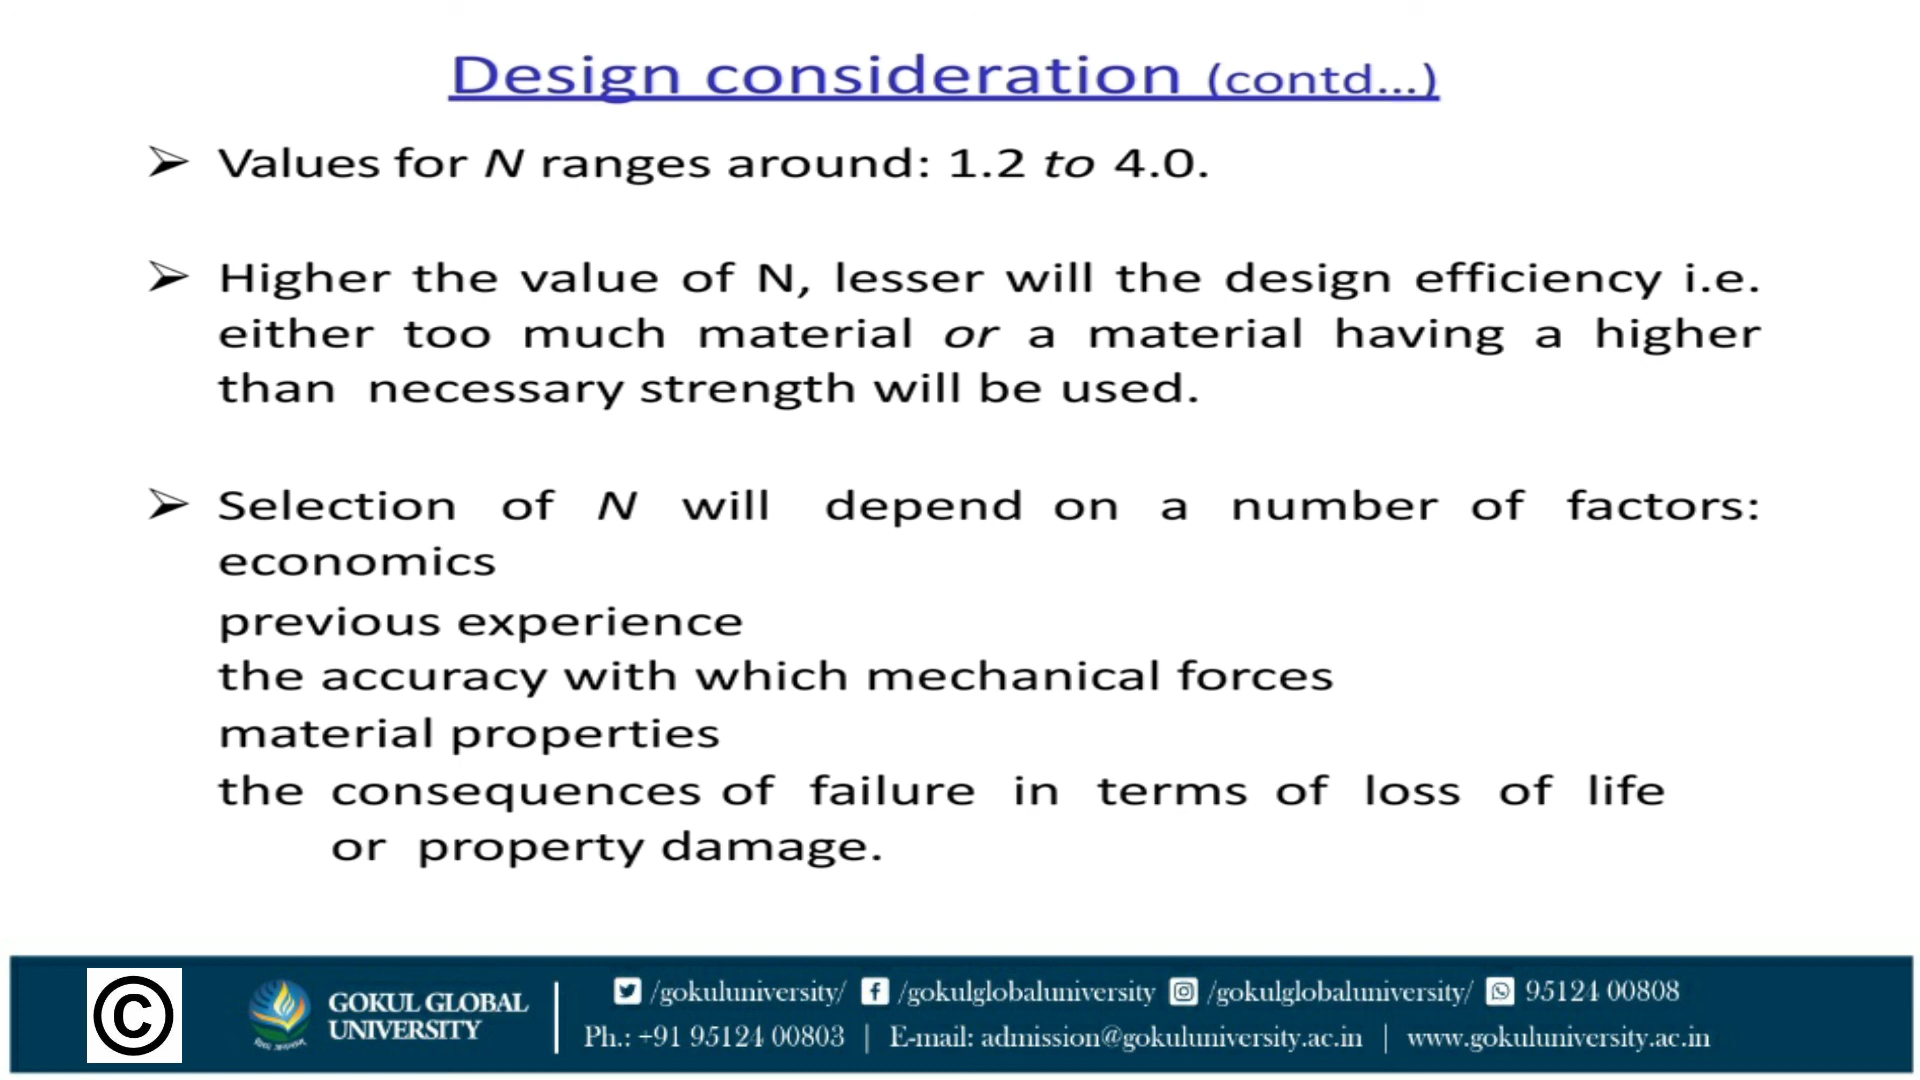 Design consideration (contd...)
➢ Values for N ranges around: 1.2 to 4.0.
➢ Higher the value of N, lesser will the design efficiency i.e.
either too much material or a material having a higher
than necessary strength will be used.
➢ Selection of N will depend on a number of factors:
economics
previous experience
the accuracy with which mechanical forces
material properties
the consequences of failure in terms of loss of life
or property damage.
©
GOKUL GLOBAL
UNIVERSITY
/gokuluniversity/ /gokulglobaluniversity /gokulglobaluniversity/ 95124 00808
Ph.: +91 95124 00803 | E-mail: admission@gokuluniversity.ac.in | www.gokuluniversity.ac.in